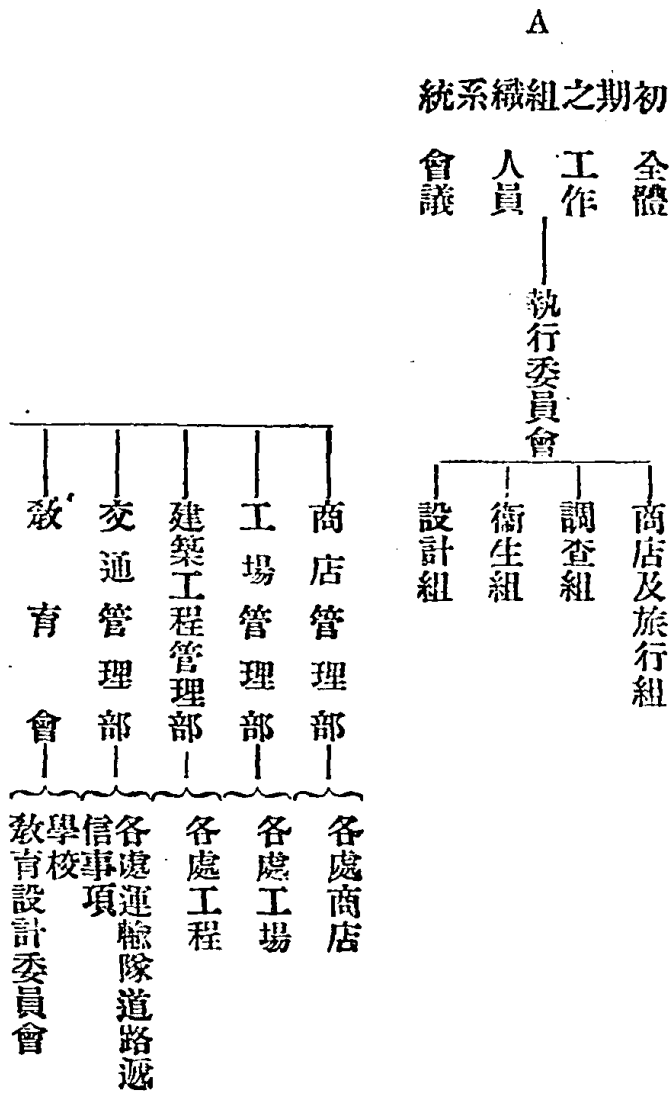 A
初期之組織系統
全體
工作
人員
會議
執行委員會
商店及旅行組
調查組
衞生組
設計組
商店管理部
工場管理部
建築工程管理部
交通管理部
敎育會
各處商店
各處工場
各處工程
各處運輸隊道路遞
信事項
學校
敎育設計委員會